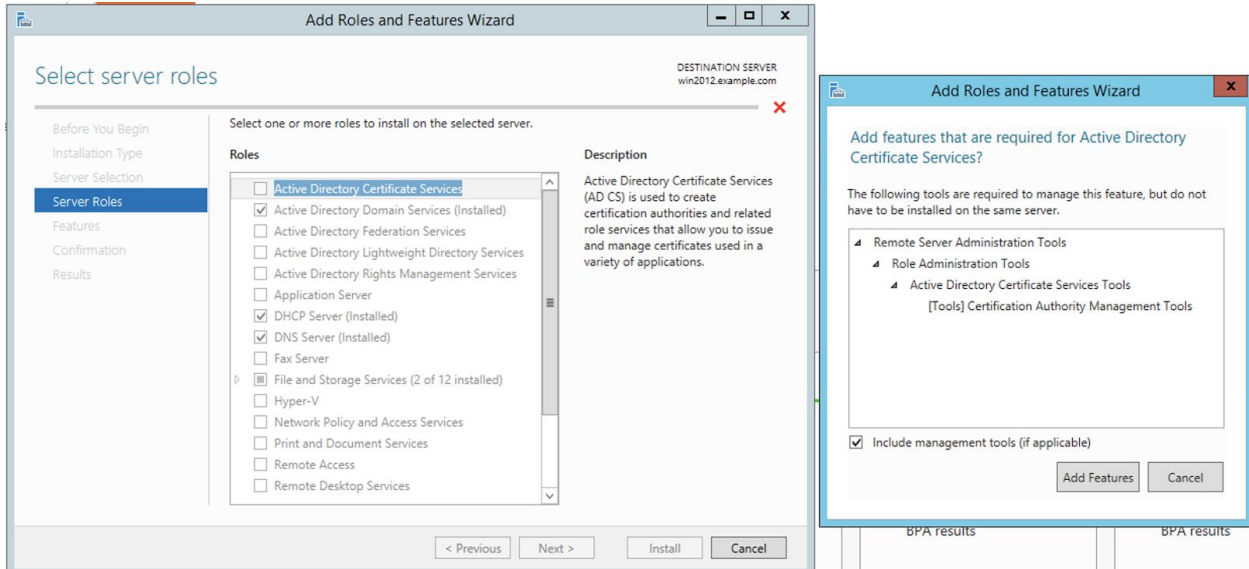 Add Roles and Features Wizard
Select server roles
DESTINATION SERVER
win2012.example.com
Before You Begin
Installation Type
Server Selection
Server Roles
Features
Confirmation
Results
Select one or more roles to install on the selected server.
Roles
Active Directory Certificate Services
Active Directory Domain Services (Installed)
Active Directory Federation Services
Active Directory Lightweight Directory Services
Active Directory Rights Management Services
Application Server
DHCP Server (Installed)
DNS Server (Installed)
Fax Server
File and Storage Services (2 of 12 installed)
Hyper-V
Network Policy and Access Services
Print and Document Services
Remote Access
Remote Desktop Services
Description
Active Directory Certificate Services
(AD CS) is used to create
certification authorities and related
role services that allow you to issue
and manage certificates used in a
variety of applications.
< Previous
Next >
Install
Cancel
Add Roles and Features Wizard
Add features that are required for Active Directory
Certificate Services?
The following tools are required to manage this feature, but do not
have to be installed on the same server.
Remote Server Administration Tools
Role Administration Tools
Active Directory Certificate Services Tools
[Tools] Certification Authority Management Tools
Include management tools (if applicable)
Add Features
Cancel
BPA results
BPA results